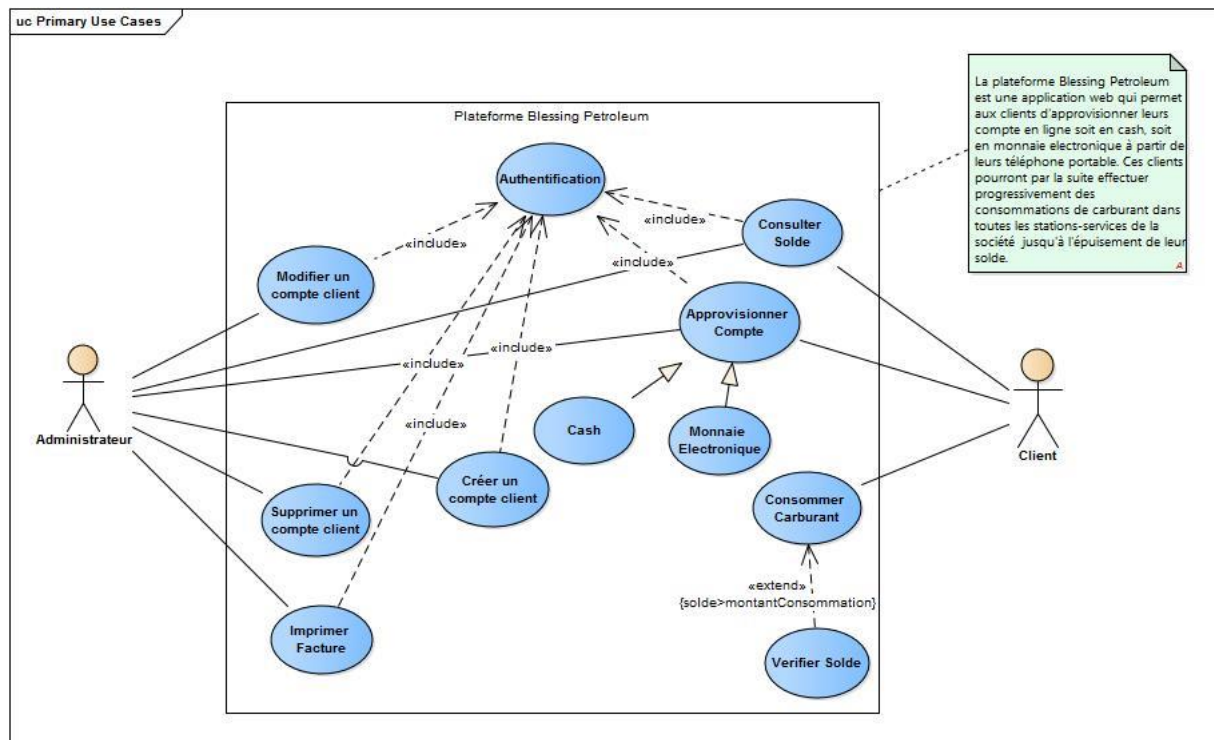 uc Primary Use Cases
La plateforme Blessing Petroleum
est une application web qui permet
aux clients d'approvisionner leurs
compte en ligne soit en cash, soit
en monnaie electronique à partir de
leurs téléphone portable. Ces clients
pourront par la suite effectuer
progressivement des
consommations de carburant dans
toutes les stations-services de la
société jusqu'à l'épuisement de leur
solde.
A
Plateforme Blessing Petroleum
Authentification
«include»
Consulter
Solde
«include»
«include»
Modifier un
compte client
Approvisionner
Compte
«include»
«include»
Administrateur
Client
«include»
Cash
Monnaie
Electronique
Créer un
compte client
Consommer
Carburant
Supprimer un
compte client
«extend»
{solde>montantConsommation}
Imprimer
Facture
Verifier Solde